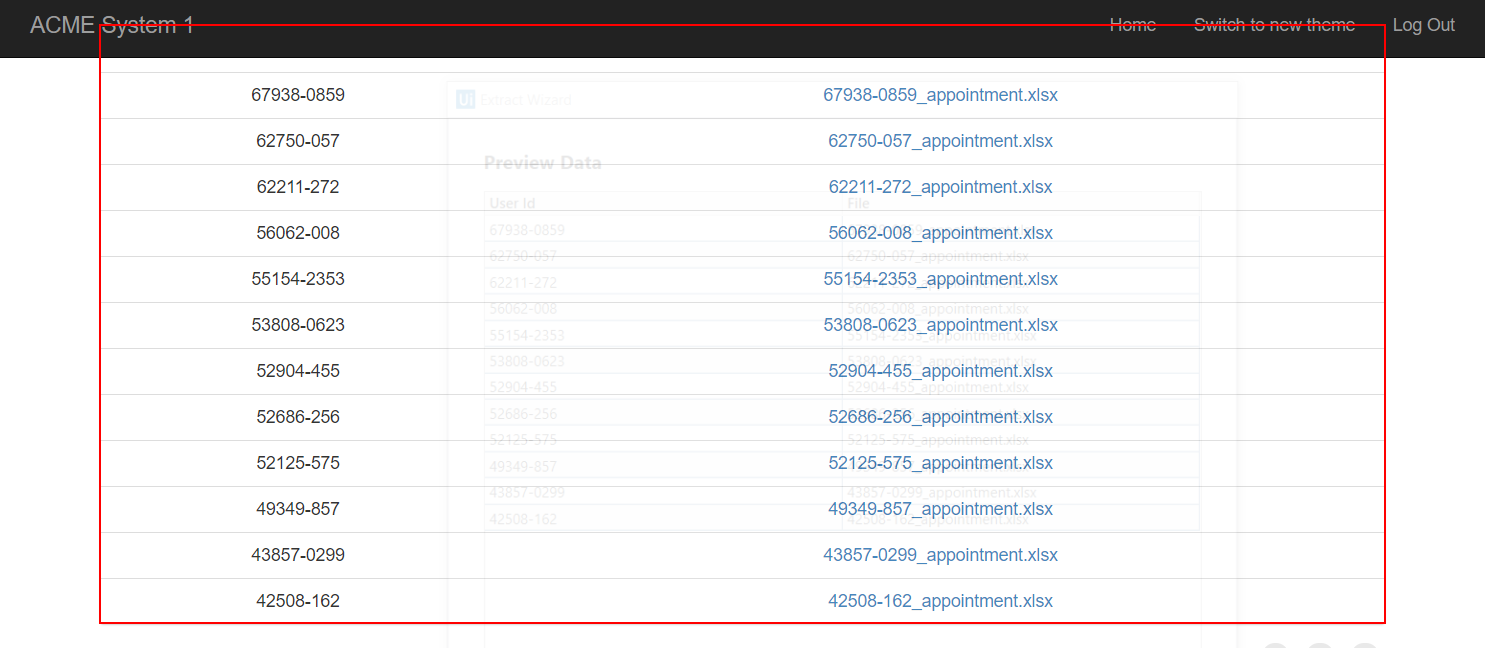 ACME System 1 Home Switch to new theme Log Out
67938-0859 67938-0859_appointment.xlsx
Ui Extract Wizard
62750-057 62750-057_appointment.xlsx
Preview Data
62211-272 62211-272_appointment.xlsx
User Id File
56062-008 56062-008_appointment.xlsx
67938-0859
62750-057 62750-057_appointment.xlsx
55154-2353 55154-2353_appointment.xlsx
62211-272
56062-008 56062-008_appointment.xlsx
53808-0623 53808-0623_appointment.xlsx
55154-2353 55154-2353_appointment.xlsx
53808-0623 53808-0623_appointment.xlsx
52904-455 52904-455_appointment.xlsx
52904-455 52904-455_appointment.xlsx
52686-256 52686-256_appointment.xlsx
52686-256
52125-575 52125-575_appointment.xlsx
52125-575 52125-575_appointment.xlsx
49349-857
43857-0299 43857-0299_appointment.xlsx
49349-857 49349-857_appointment.xlsx
42508-162 42508-162_appointment.xlsx
43857-0299 43857-0299_appointment.xlsx
42508-162 42508-162_appointment.xlsx